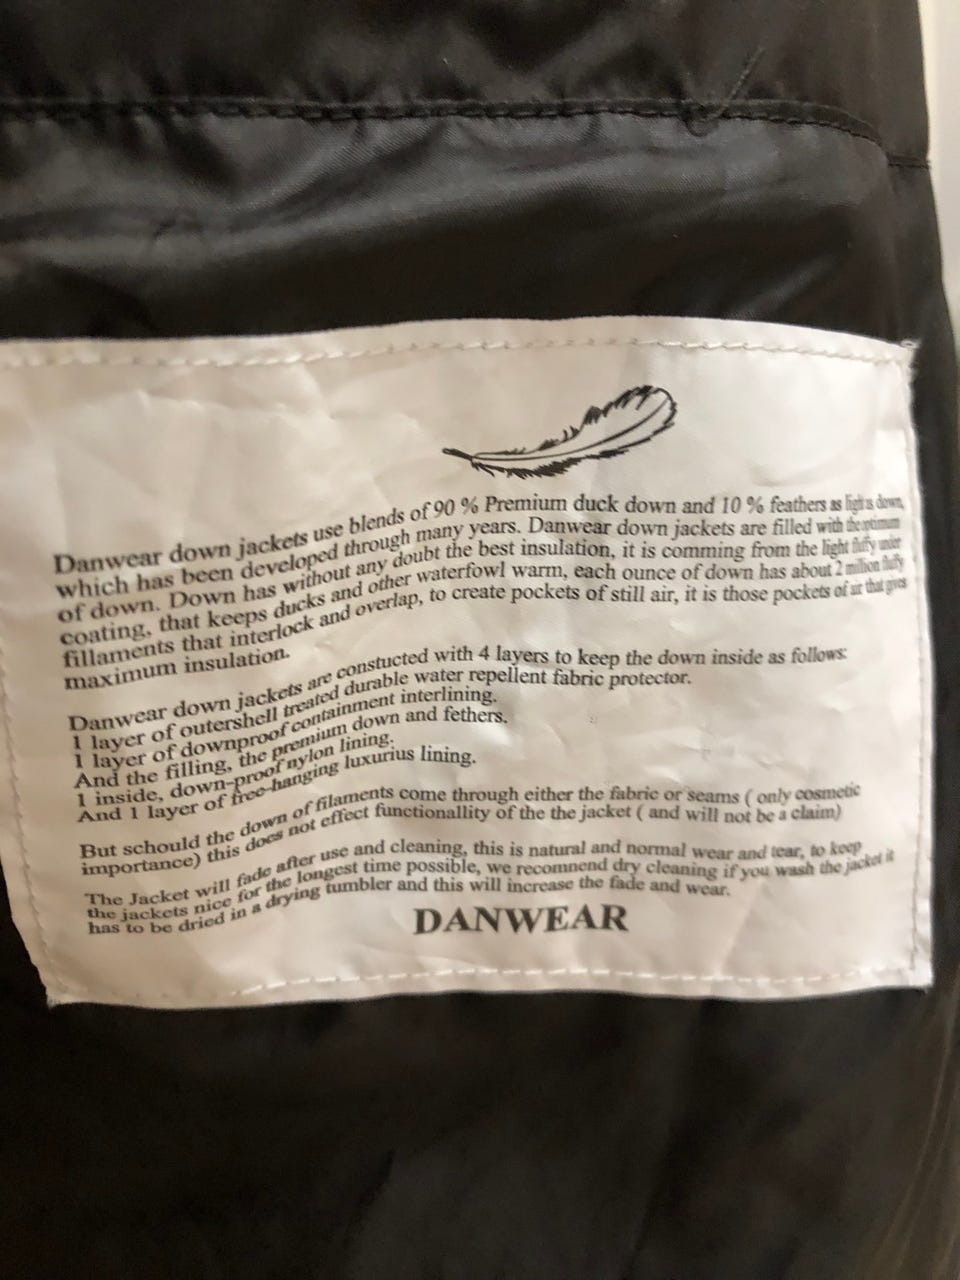 Danwear down jackets use blends of 90 % Premium duck down and 10 % feathers as light as down,
which has been developed through many years. Danwear down jackets are filled with the optimum
of down. Down has without any doubt the best insulation, it is comming from the light fluffy under
coating, that keeps ducks and other waterfowl warm, each ounce of down has about 2 million fluffy
fillaments that interlock and overlap, to create pockets of still air, it is those pockets of air that gives
maximum insulation.
Danwear down jackets are constucted with 4 layers to keep the down inside as follows:
1 layer of outershell treated durable water repellent fabric protector.
1 layer of downproof containment interlining.
And the filling, the premium down and fethers.
1 inside, down-proof nylon lining.
And 1 layer of free-hanging luxurius lining.
But schould the down of filaments come through either the fabric or seams ( only cosmetic
importance) this does not effect functionallity of the the jacket ( and will not be a claim)
The Jacket will fade after use and cleaning, this is natural and normal wear and tear, to keep
the jackets nice for the longest time possible, we recomnend dry cleaning if you wash the jacket it
has to be dried in a drying tumbler and this will increase the fade and wear.
DANWEAR